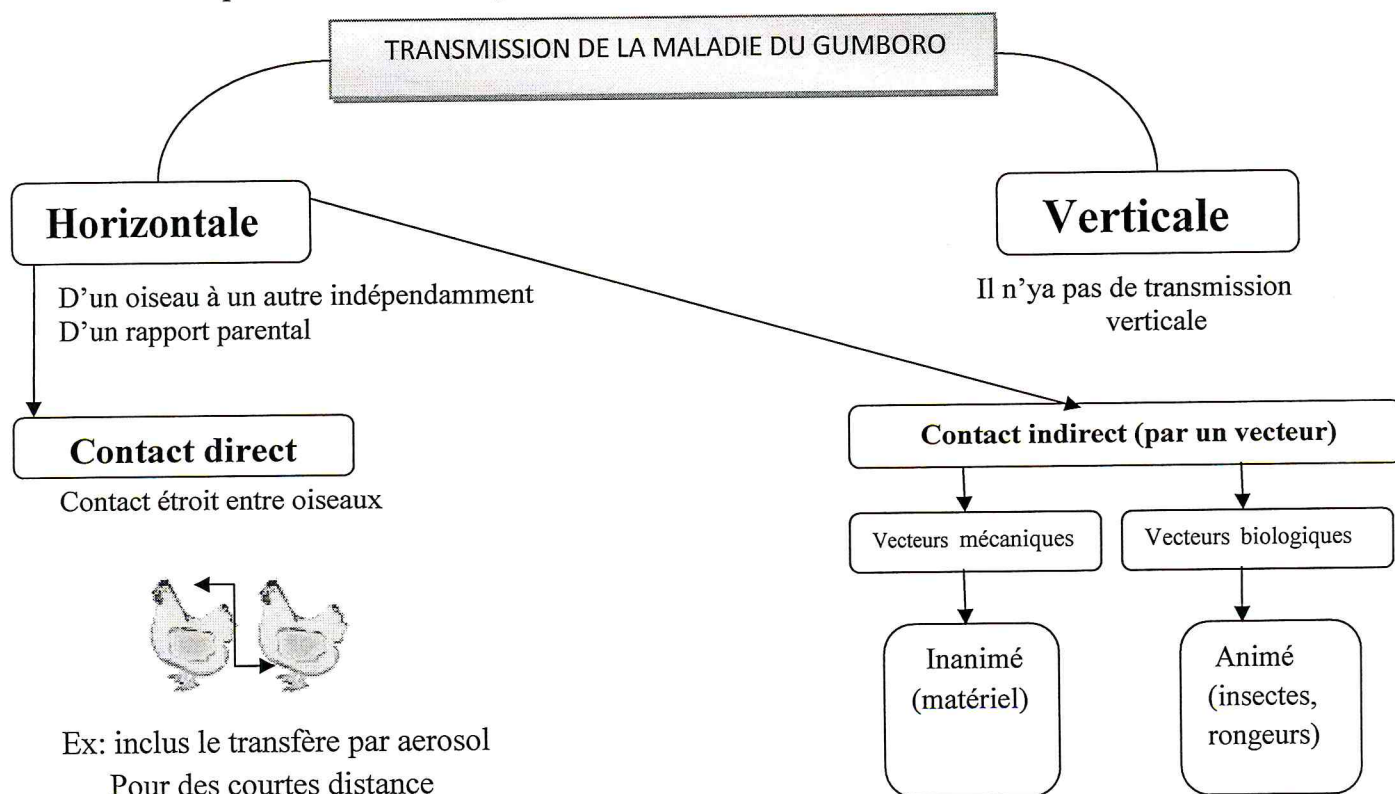 TRANSMISSION DE LA MALADIE DU GUMBORO
Horizontale
Verticale
D'un oiseau à un autre indépendamment
D'un rapport parental
Il n'ya pas de transmission
verticale
Contact direct
Contact étroit entre oiseaux
Contact indirect (par un vecteur)
Vecteurs mécaniques
Vecteurs biologiques
Inanimé
(matériel)
Animé
(insectes,
rongeurs)
Ex: inclus le transfère par aerosol
Pour des courtes distance